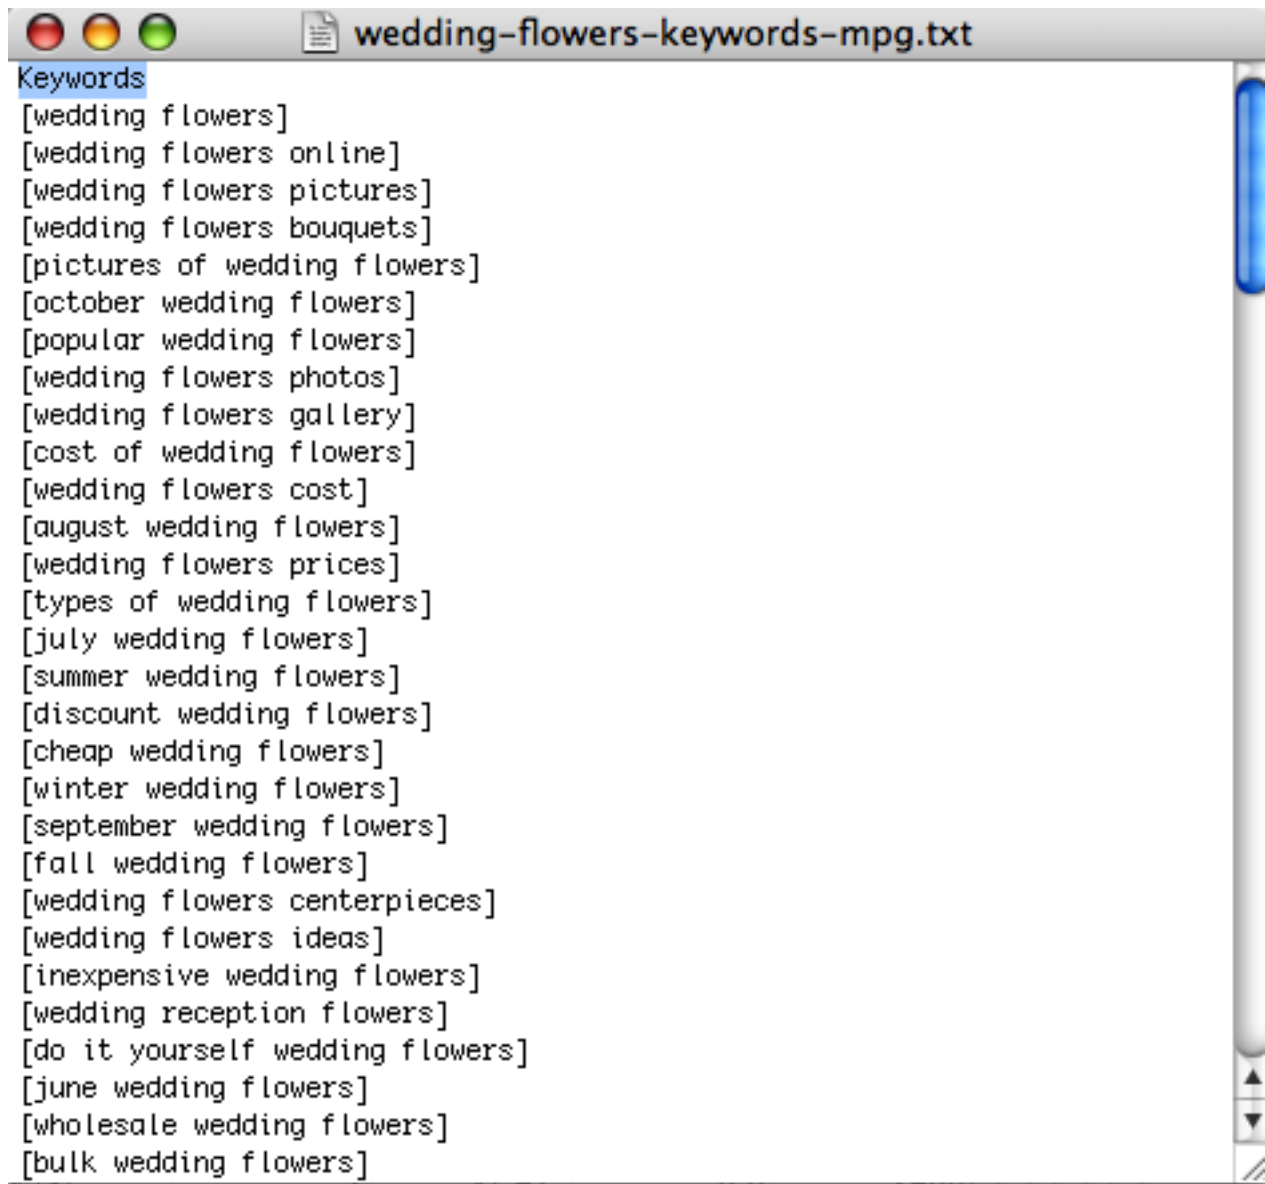 wedding-flowers-keywords-mpg.txt
Keywords
[wedding flowers]
[wedding flowers online]
[wedding flowers pictures]
[wedding flowers bouquets]
[pictures of wedding flowers]
[october wedding flowers]
[popular wedding flowers]
[wedding flowers photos]
[wedding flowers gallery]
[cost of wedding flowers]
[wedding flowers cost]
[august wedding flowers]
[wedding flowers prices]
[types of wedding flowers]
[july wedding flowers]
[summer wedding flowers]
[discount wedding flowers]
[cheap wedding flowers]
[winter wedding flowers]
[september wedding flowers]
[fall wedding flowers]
[wedding flowers centerpieces]
[wedding flowers ideas]
[inexpensive wedding flowers]
[wedding reception flowers]
[do it yourself wedding flowers]
[june wedding flowers]
[wholesale wedding flowers]
[bulk wedding flowers]